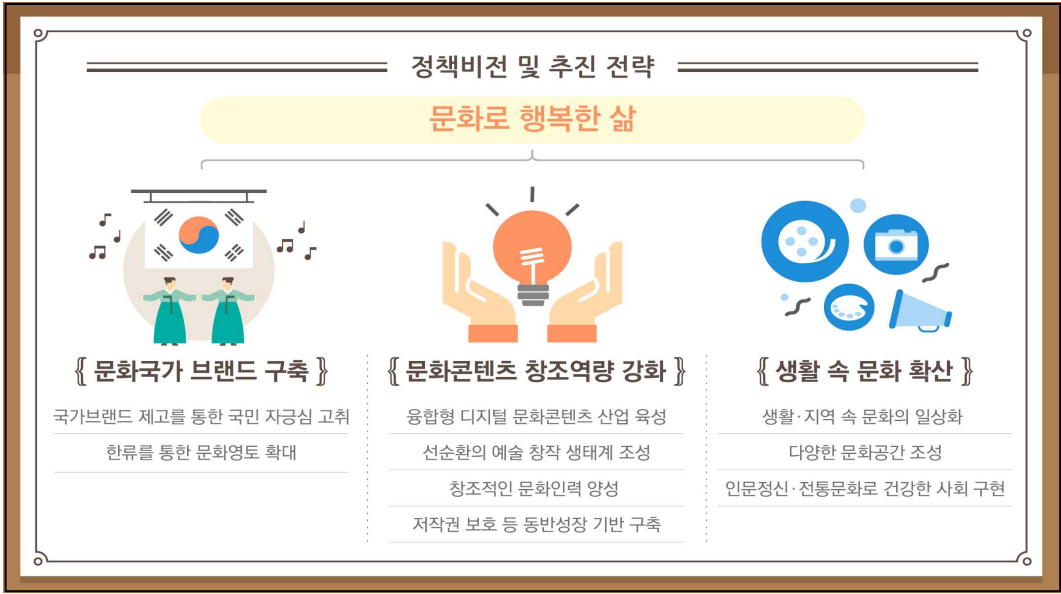 정책비전 및 추진 전략
문화로 행복한 삶
{ 문화국가 브랜드 구축 }
국가브랜드 제고를 통한 국민 자긍심 고취
한류를 통한 문화영토 확대
{ 문화콘텐츠 창조역량 강화 }
융합형 디지털 문화콘텐츠 산업 육성
선순환의 예술 창작 생태계 조성
창조적인 문화인력 양성
저작권 보호 등 동반성장 기반 구축
{ 생활 속 문화 확산 }
생활·지역 속 문화의 일상화
다양한 문화공간 조성
인문정신·전통문화로 건강한 사회 구현